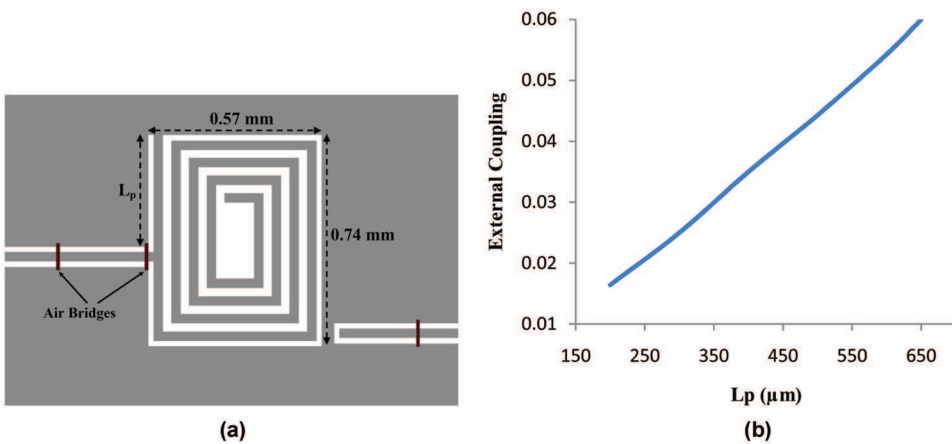 0.57 mm
Lp
0.74 mm
Air Bridges
(a)
0.06
0.05
0.04
0.03
0.02
0.01
External Coupling
150 250 350 450 550 650
Lp (µm)
(b)